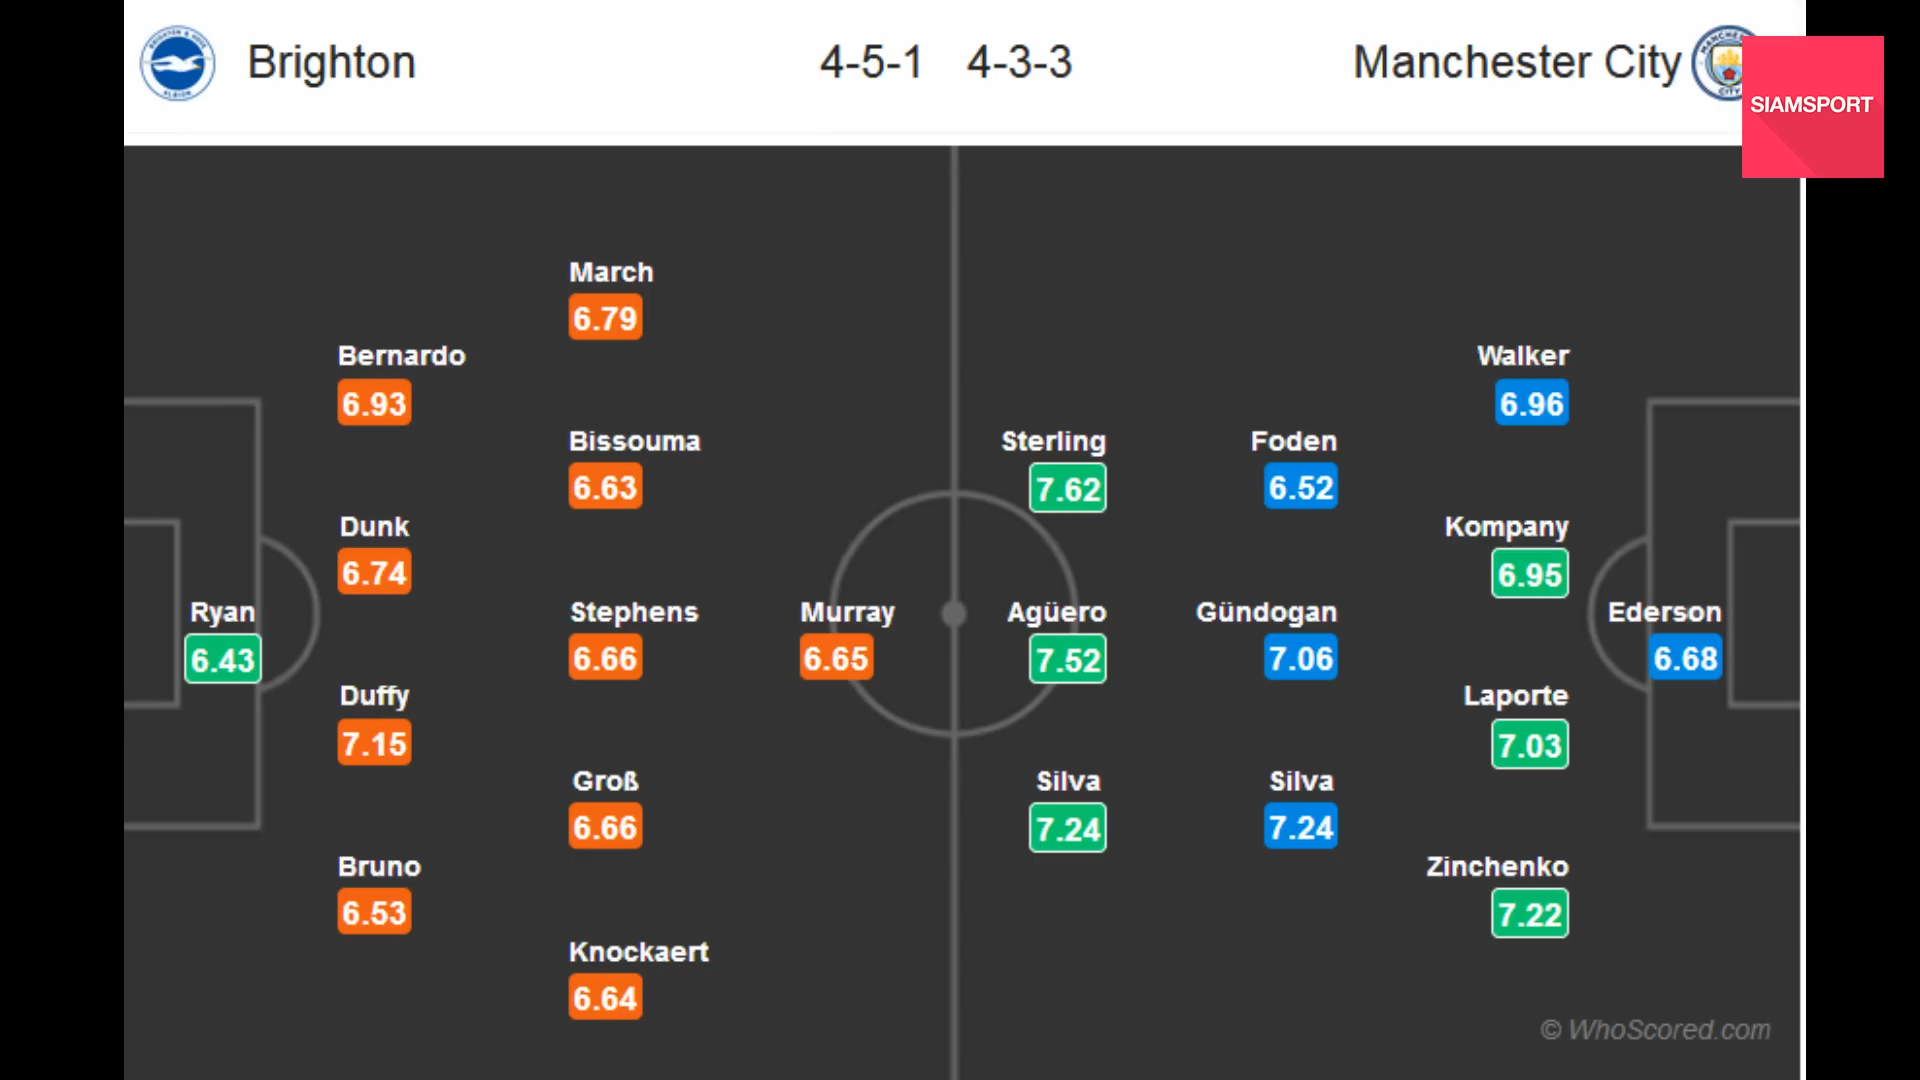 Brighton
4-5-1
4-3-3
Manchester City
SIAMSPORT
March
6.79
Bernardo
6.93
Walker
6.96
Bissouma
6.63
Sterling
7.62
Foden
6.52
Dunk
6.74
Kompany
6.95
Ryan
6.43
Stephens
6.66
Murray
6.65
Agüero
7.52
Gündogan
7.06
Ederson
6.68
Duffy
7.15
Laporte
7.03
Groß
6.66
Silva
7.24
Silva
7.24
Bruno
6.53
Zinchenko
7.22
Knockaert
6.64
© WhoScored.com